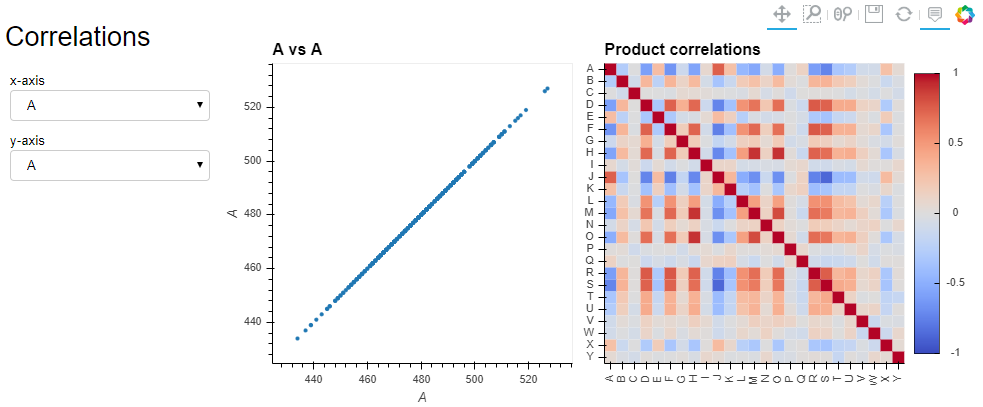 Correlations
x-axis
A
y-axis
A
A vs A
520
500
480
460
440
A
440
460
480
500
520
A
Product correlations
A
B
C
D
E
F
G
H
I
J
K
L
M
N
O
P
Q
R
S
T
U
V
W
X
Y
A
B
C
D
E
F
G
H
I
J
K
L
M
N
O
P
Q
R
S
T
U
V
W
X
Y
1
0.5
0
-0.5
-1